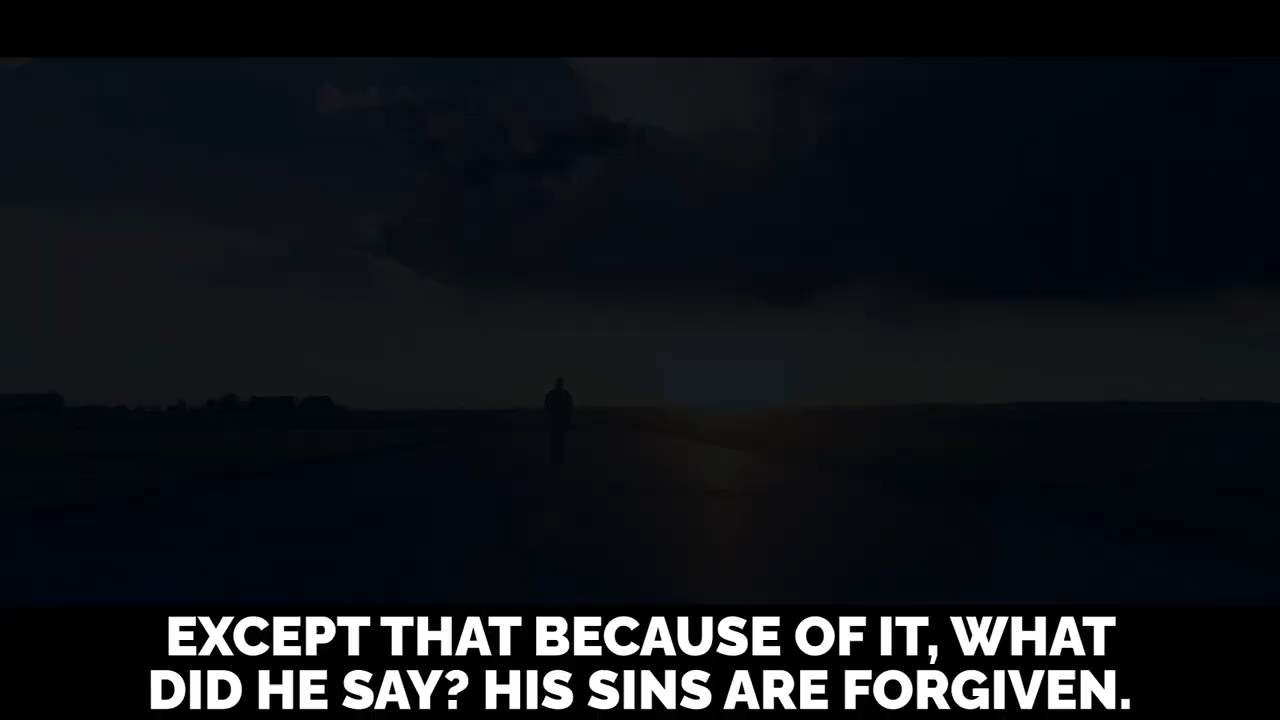 EXCEPT THAT BECAUSE OF IT, WHAT
DID HE SAY? HIS SINS ARE FORGIVEN.